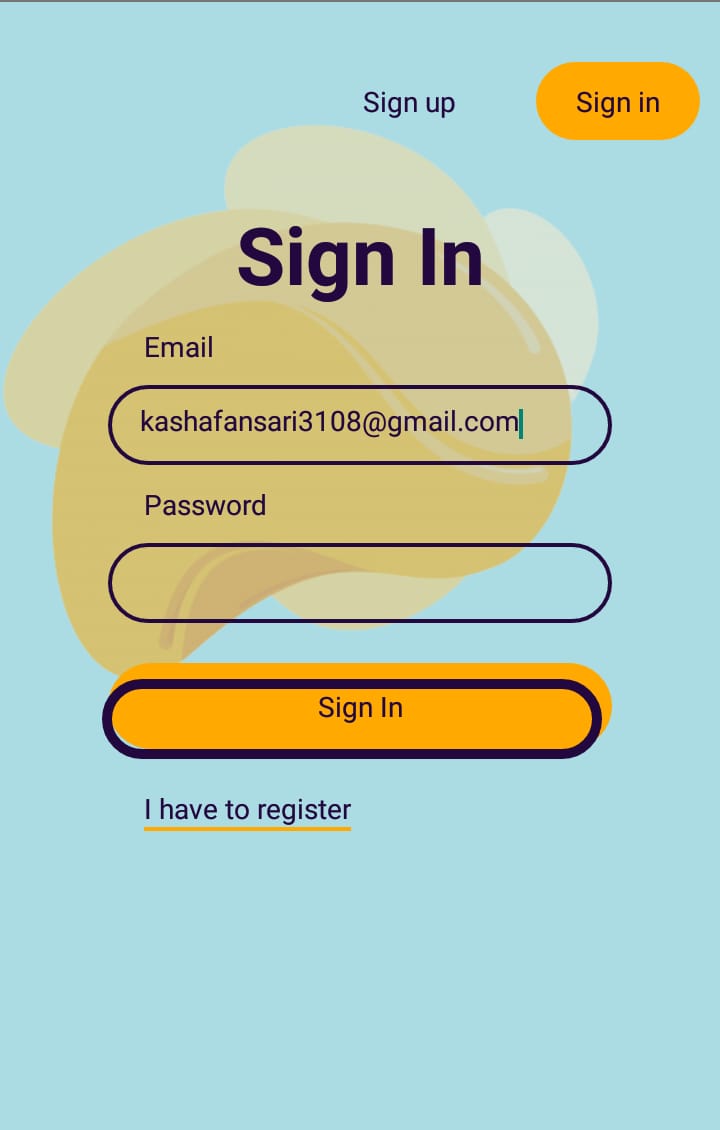 Sign up
Sign in
Sign In
Email
kashafansari3108@gmail.com
Password
Sign In
I have to register